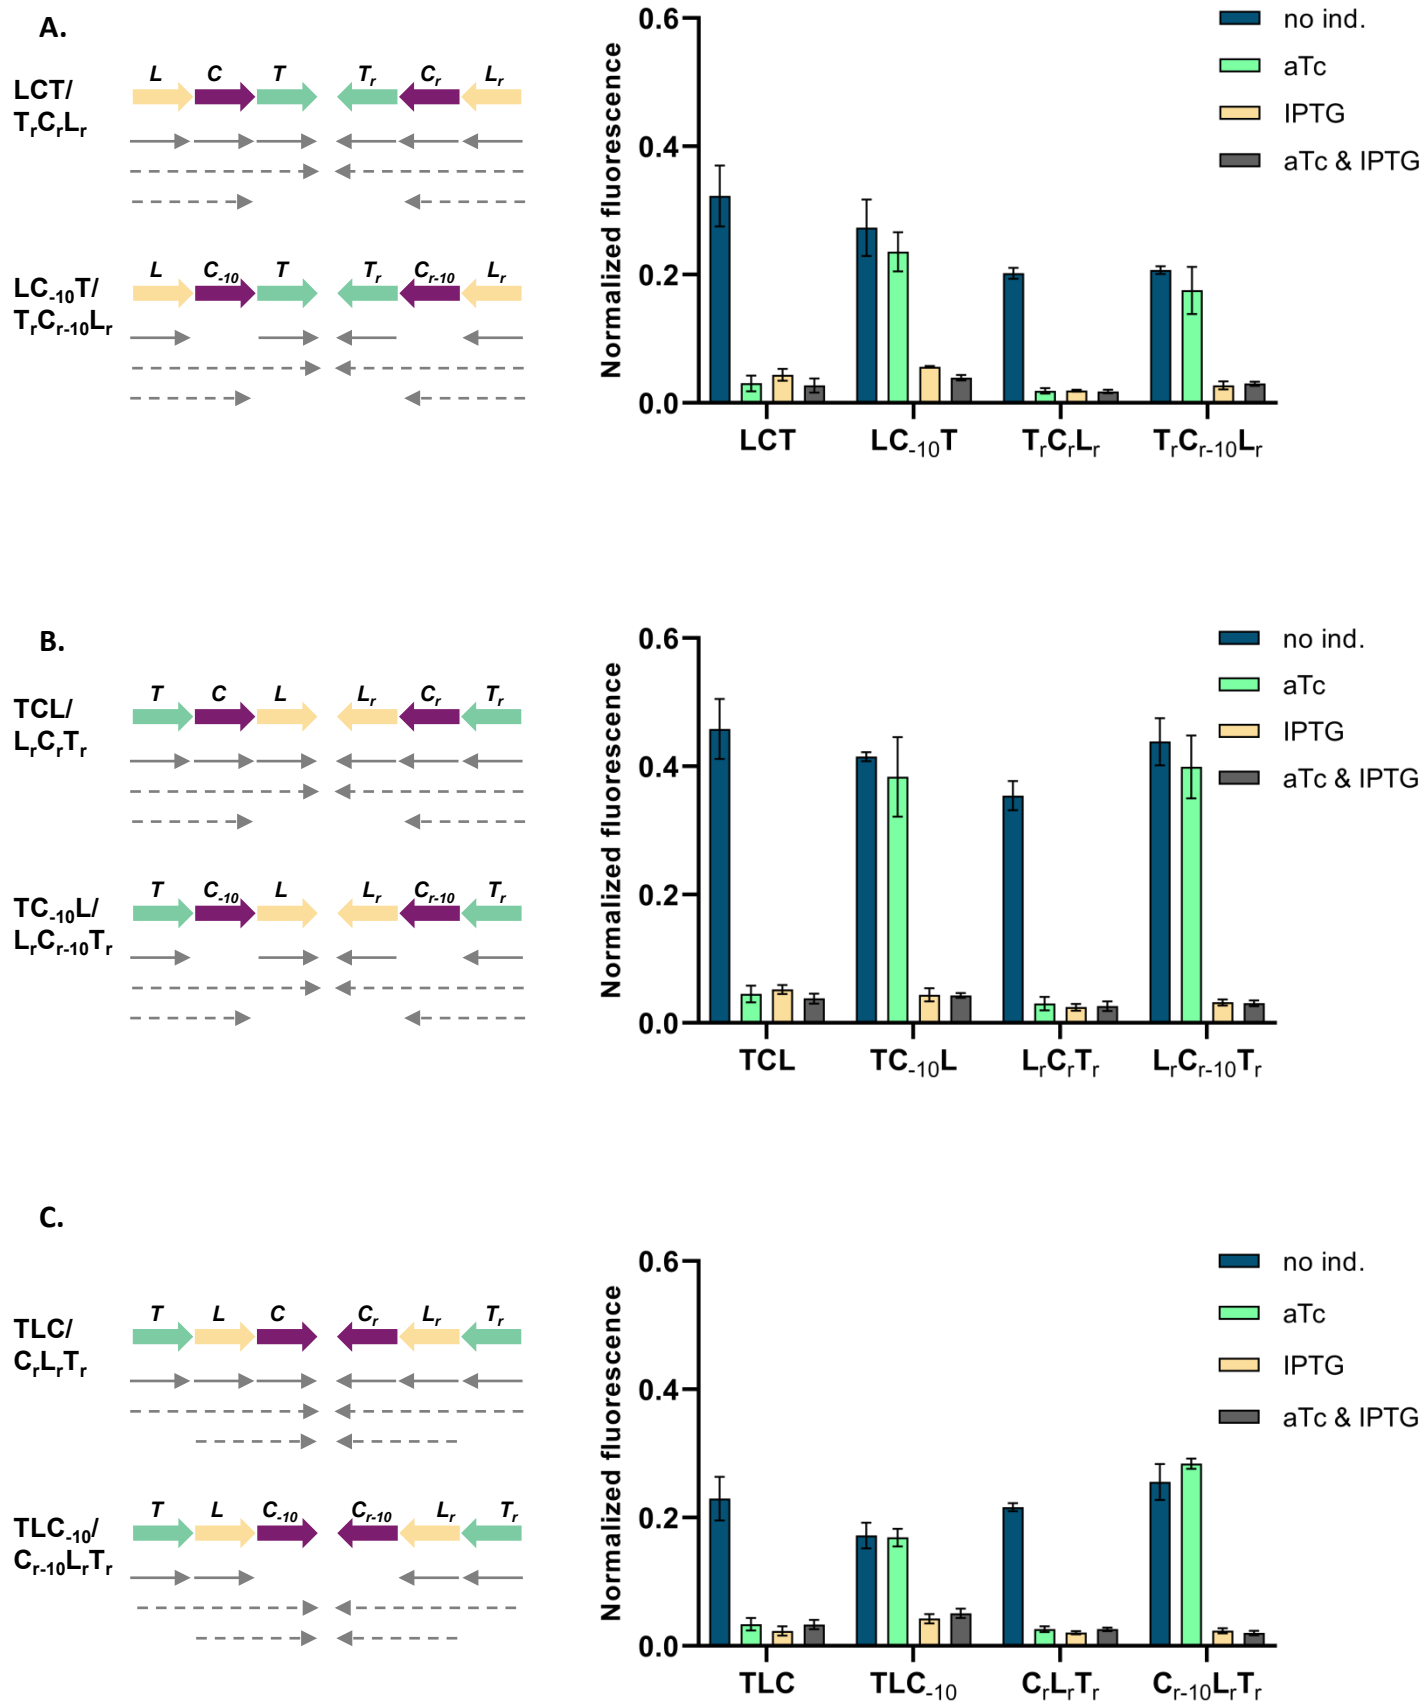 A.
L C T Tr Cr Lr
LCT/
TrCrLr
L C-10 T Tr Cr-10 Lr
LC-10T/
TrCr-10Lr
Normalized fluorescence
0.6
0.4
0.2
0.0
LCT LC-10T TrCrLr TrCr-10Lr
no ind.
aTc
IPTG
aTc & IPTG
B.
T C L Lr Cr Tr
TCL/
LrCrTr
T C-10 L Lr Cr-10 Tr
TC-10L/
LrCr-10Tr
Normalized fluorescence
0.6
0.4
0.2
0.0
TCL TC-10L LrCrTr LrCr-10Tr
no ind.
aTc
IPTG
aTc & IPTG
C.
T L C Cr Lr Tr
TLC/
CrLrTr
T L C-10 Cr-10 Lr Tr
TLC-10/
Cr-10LrTr
Normalized fluorescence
0.6
0.4
0.2
0.0
TLC TLC-10 CrLrTr Cr-10LrTr
no ind.
aTc
IPTG
aTc & IPTG